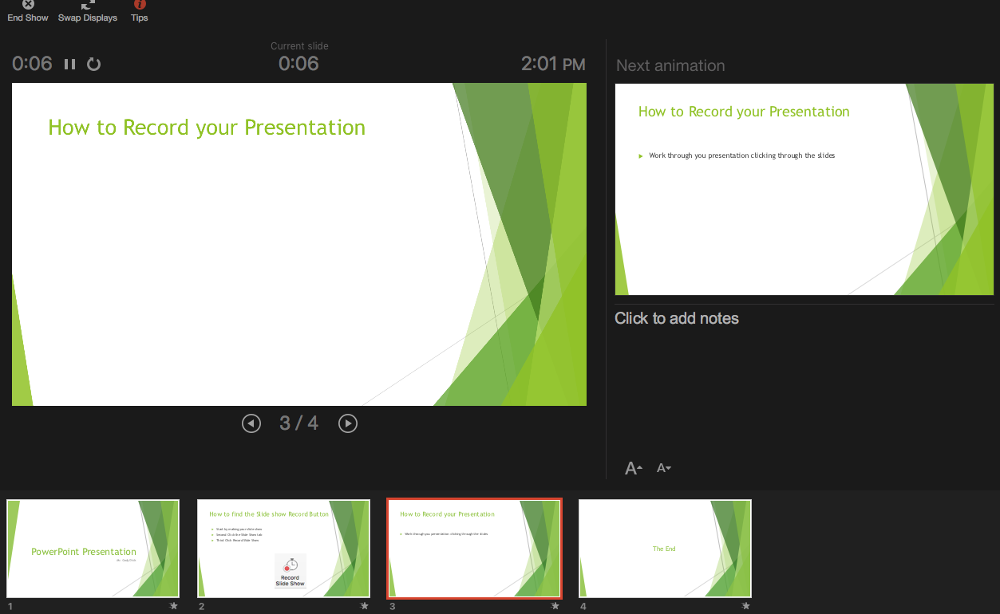 End Show Swap Displays Tips
Current slide
0:06 0:06 2:01 PM
How to Record your Presentation
3 / 4
Next animation
How to Record your Presentation
Work through you presentation clicking through the slides
Click to add notes
A A
PowerPoint Presentation
1
How to find the Slide show Record Button
Start by making your slide show
Second Click the Slide Show tab
Third Click Record Slide Show
Record
Slide Show
2
How to Record your Presentation
Work through you presentation clicking through the slides
3
The End
4